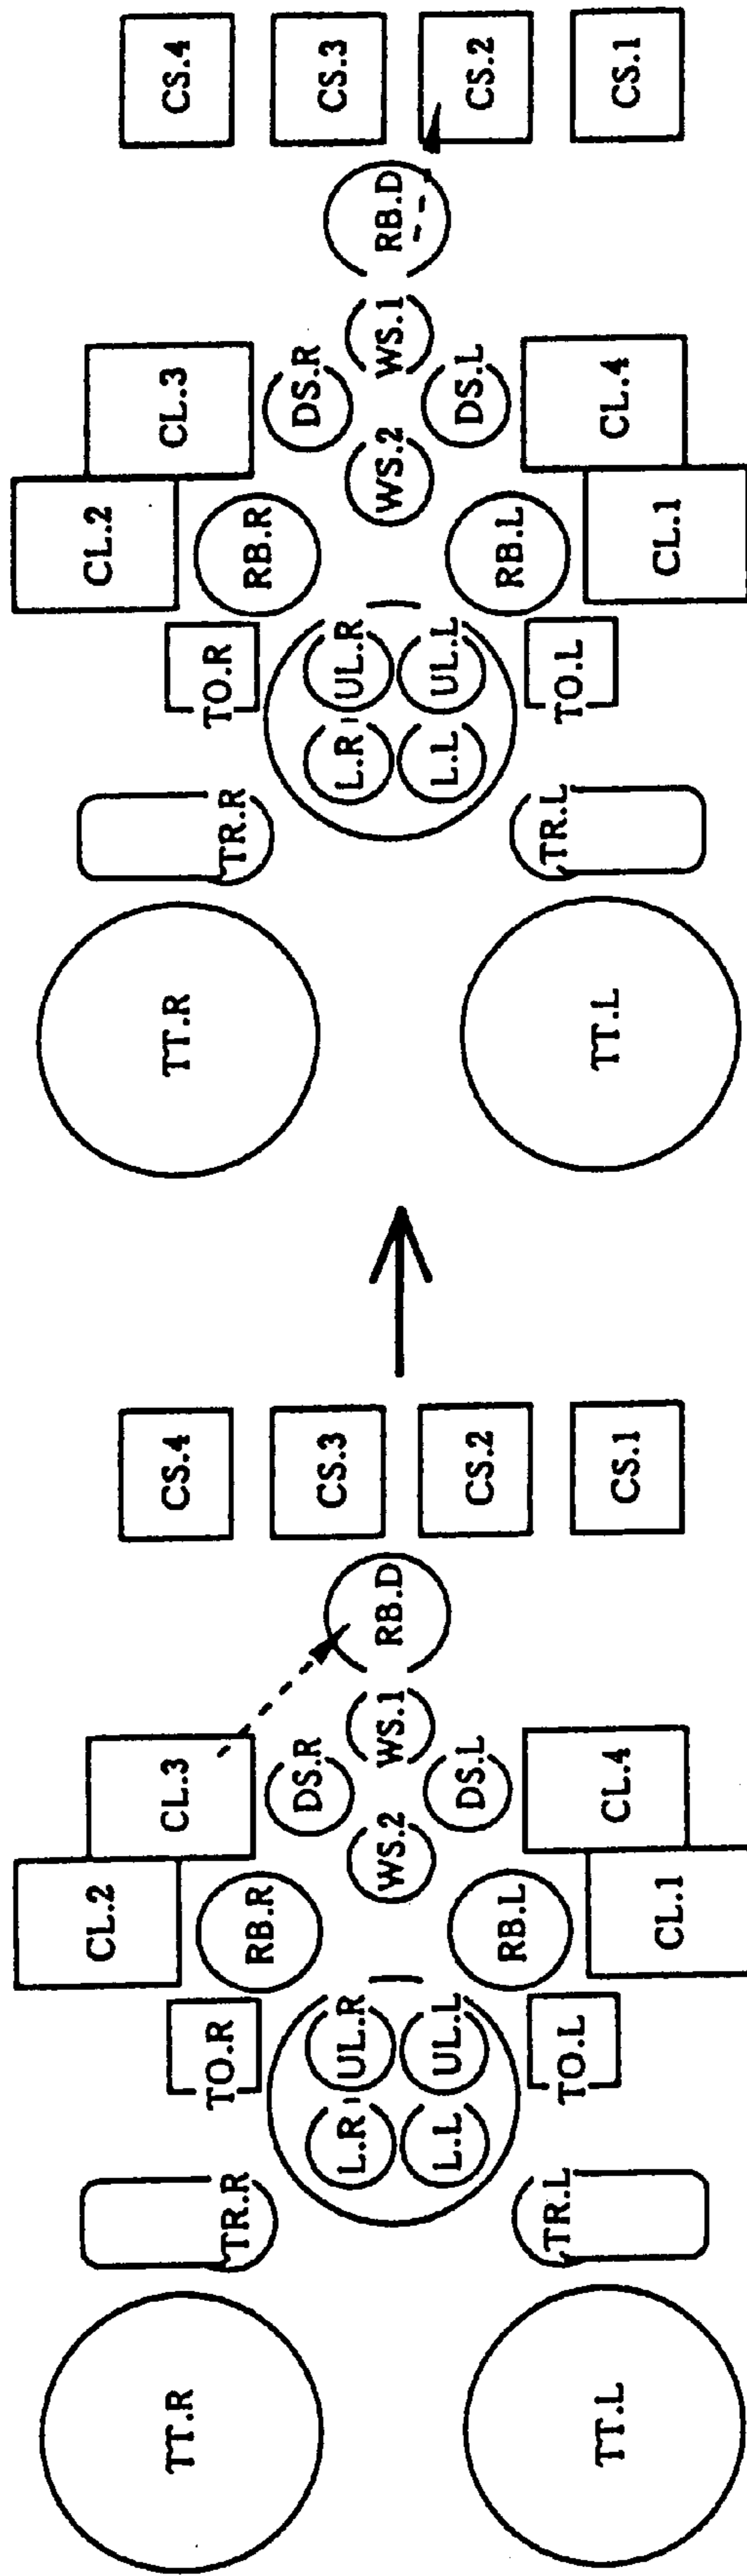 CL.2
TT.R CL.3 CS.4
TR.R TO.R
RB.R
DS.R
L.R UL.R CS.3
WS.2 WS.1 RB.D
L.L UL.L DS.L CS.2
RB.L
TR.L TO.L
TT.L CL.4 CS.1
CL.1
CL.2
TT.R CL.3 CS.4
TR.R TO.R
RB.R
DS.R
L.R UL.R CS.3
WS.2 WS.1 RB.D
L.L UL.L DS.L CS.2
RB.L
TR.L TO.L
TT.L CL.4 CS.1
CL.1